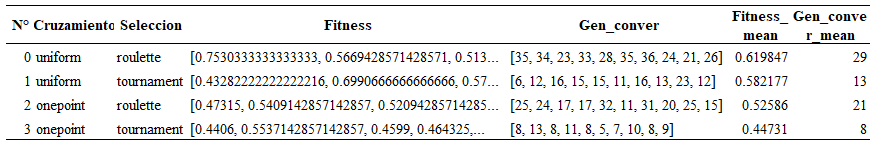 N° Cruzamiento Seleccion Fitness Gen_conver Fitness_mean Gen_conver_mean
0 uniform roulette [0.7530333333333333, 0.5669428571428571, 0.513... [35, 34, 23, 33, 28, 35, 36, 24, 21, 26] 0.619847 29
1 uniform tournament [0.43282222222222216, 0.6990666666666666, 0.57... [6, 12, 16, 15, 15, 11, 16, 13, 23, 12] 0.582177 13
2 onepoint roulette [0.47315, 0.5409142857142857, 0.52094285714285... [25, 24, 17, 17, 32, 11, 31, 20, 25, 15] 0.52586 21
3 onepoint tournament [0.4406, 0.5537142857142857, 0.4599, 0.464325,... [8, 13, 8, 11, 8, 5, 7, 10, 8, 9] 0.44731 8